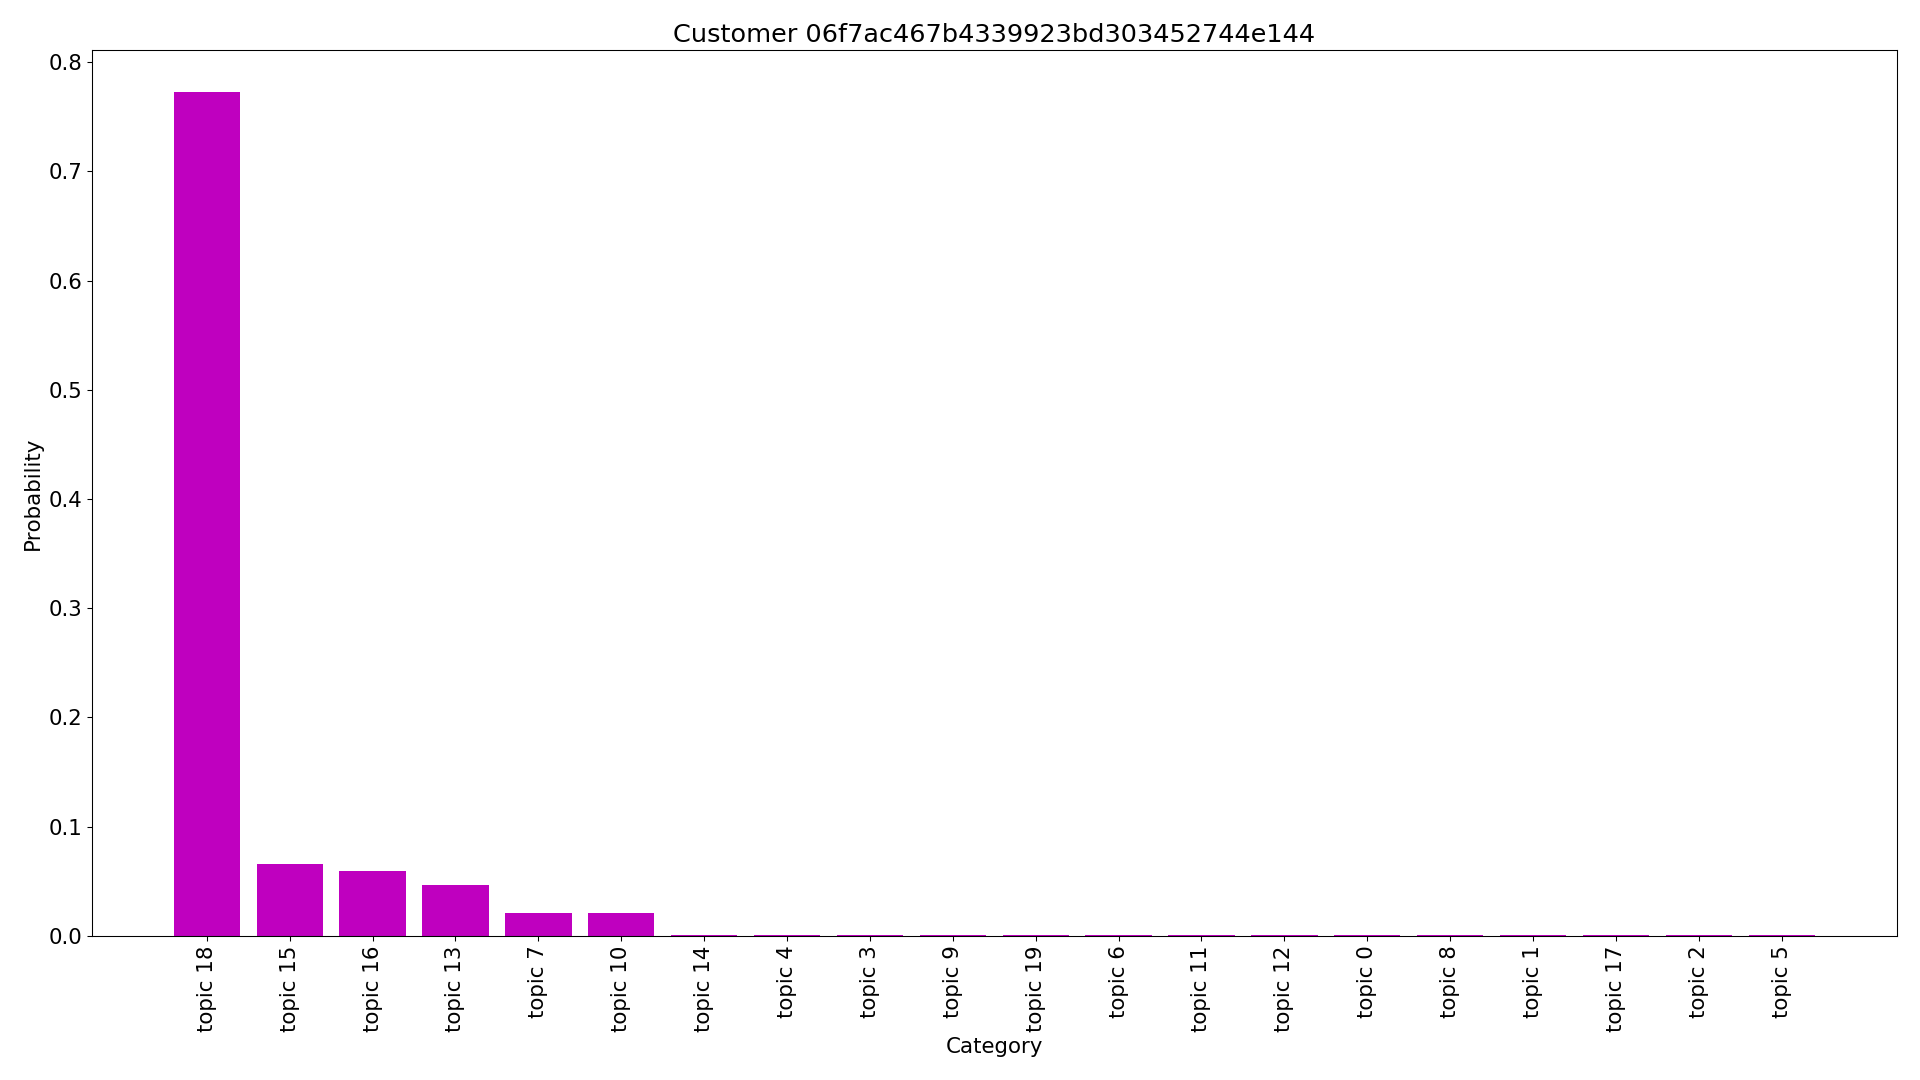 Customer 06f7ac467b4339923bd303452744e144
Probability
0.8
0.7
0.6
0.5
0.4
0.3
0.2
0.1
0.0
topic 18
topic 15
topic 16
topic 13
topic 7
topic 10
topic 14
topic 4
topic 3
topic 9
topic 19
topic 6
topic 11
topic 12
topic 0
topic 8
topic 1
topic 17
topic 2
topic 5
Category